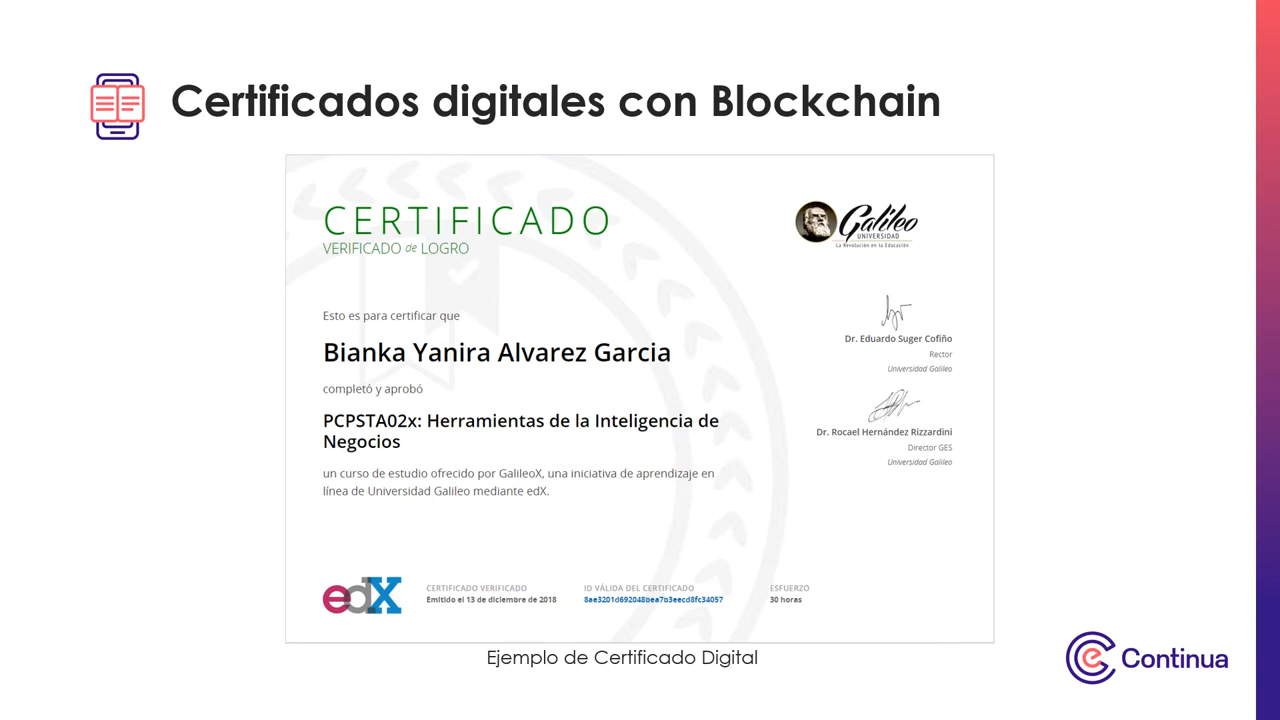 Certificados digitales con Blockchain
CERTIFICADO
VERIFICADO de LOGRO
Galileo
UNIVERSIDAD
La Revolución en la Educación
Esto es para certificar que
Bianka Yanira Alvarez Garcia
completó y aprobó
PCPSTA02x: Herramientas de la Inteligencia de
Negocios
un curso de estudio ofrecido por GalileoX, una iniciativa de aprendizaje en
línea de Universidad Galileo mediante edX.
Dr. Eduardo Suger Cofiño
Rector
Universidad Galileo
Dr. Rocael Hernández Rizzardini
Director GES
Universidad Galileo
edX
CERTIFICADO VERIFICADO
Emitido el 13 de diciembre de 2018
ID VÁLIDA DEL CERTIFICADO
8ae3201d692048bea7b3eecd8fc34057
ESFUERZO
30 horas
Ejemplo de Certificado Digital
Continua